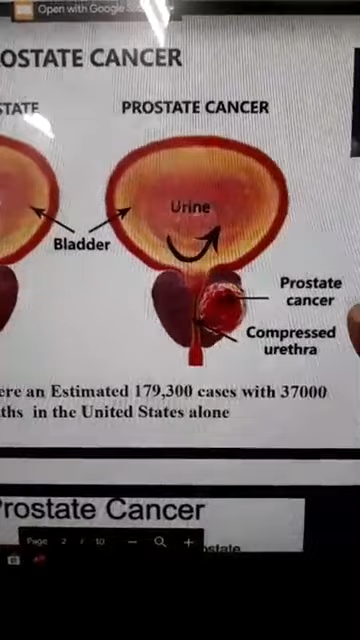 Open with Google
OSTATE CANCER
STATE
PROSTATE CANCER
Urine
Bladder
Prostate
cancer
Compressed
urethra
ere an Estimated 179,300 cases with 37000
ths in the United States alone
Prostate Cancer
Page 2 / 10